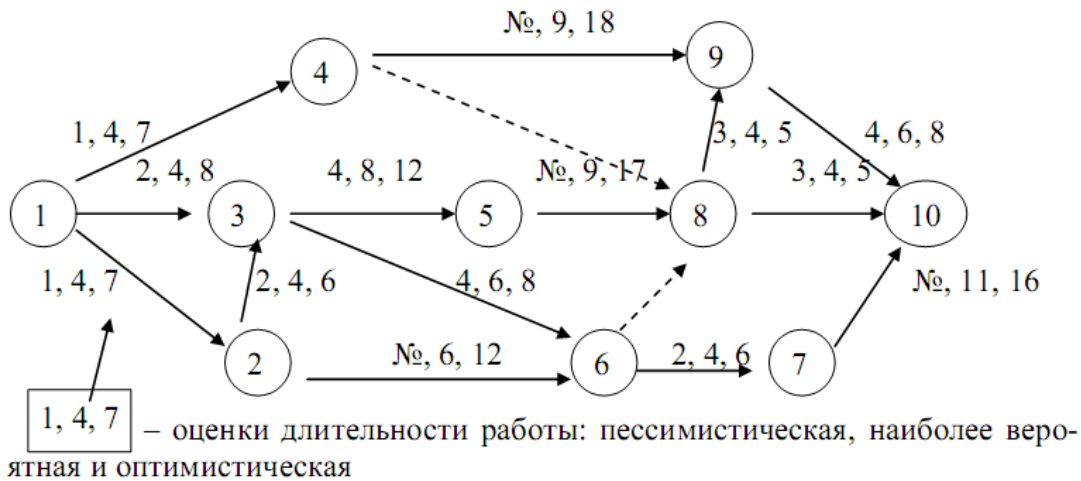 №, 9, 18
4
9
1, 4, 7
3, 4, 5
4, 6, 8
2, 4, 8
4, 8, 12
№, 9, 17
3, 4, 5
1
3
5
8
10
1, 4, 7
2, 4, 6
4, 6, 8
№, 11, 16
2
№, 6, 12
6
2, 4, 6
7
1, 4, 7 – оценки длительности работы: пессимистическая, наиболее веро-
ятная и оптимистическая